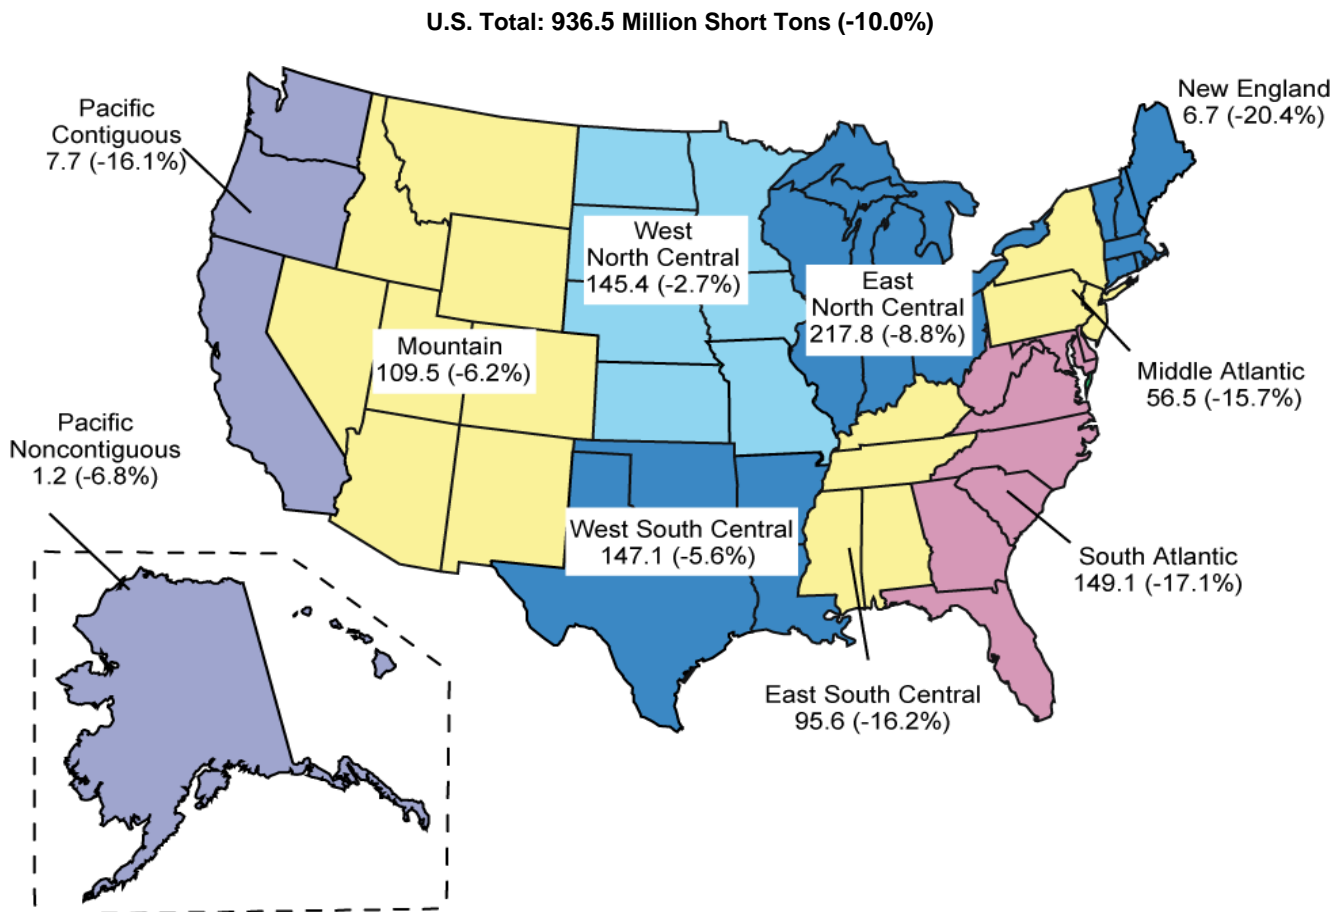 U.S. Total: 936.5 Million Short Tons (-10.0%)
New England
6.7 (-20.4%)
Pacific
Contiguous
7.7 (-16.1%)
West
North Central
145.4 (-2.7%)
East
North Central
217.8 (-8.8%)
Mountain
109.5 (-6.2%)
Middle Atlantic
56.5 (-15.7%)
Pacific
Noncontiguous
1.2 (-6.8%)
West South Central
147.1 (-5.6%)
South Atlantic
149.1 (-17.1%)
East South Central
95.6 (-16.2%)